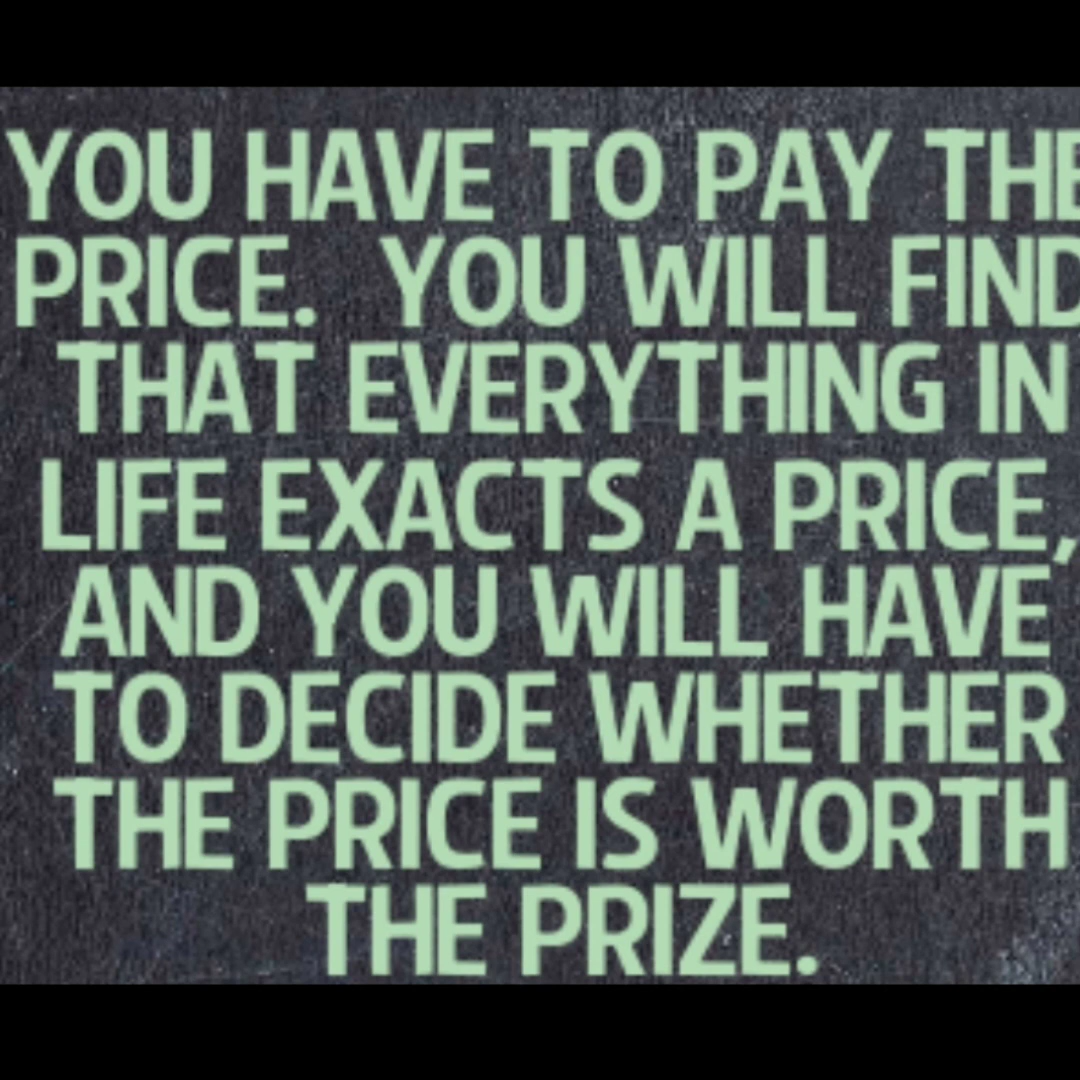 YOU HAVE TO PAY THE
PRICE. YOU WILL FIND
THAT EVERYTHING IN
LIFE EXACTS A PRICE,
AND YOU WILL HAVE
TO DECIDE WHETHER
THE PRICE IS WORTH
THE PRIZE.